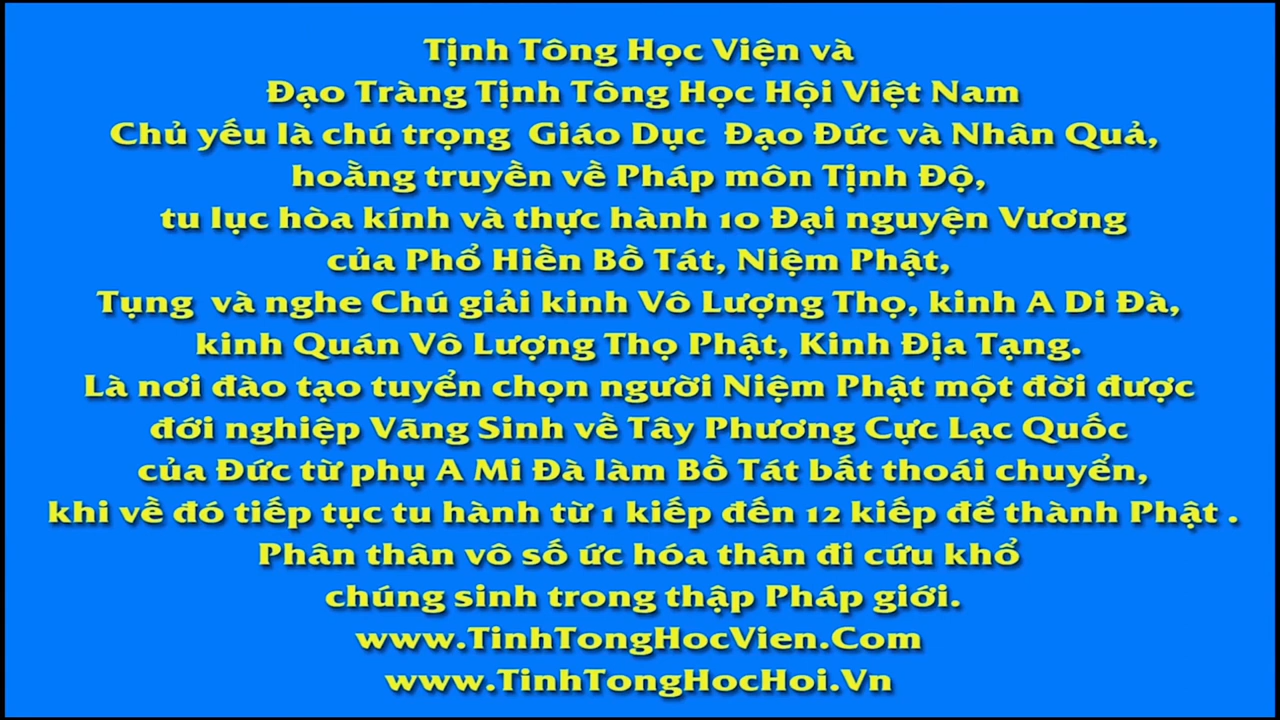 Tịnh Tông Học Viện và
Đạo Tràng Tịnh Tông Học Hội Việt Nam
Chủ yếu là chú trọng Giáo Dục Đạo Đức và Nhân Quả,
hoằng truyền về Pháp môn Tịnh Độ,
tu lục hòa kính và thực hành 10 Đại nguyện Vương
của Phổ Hiền Bồ Tát, Niệm Phật,
Tụng và nghe Chú giải kinh Vô Lượng Thọ, kinh A Di Đà,
kinh Quán Vô Lượng Thọ Phật, Kinh Địa Tạng.
Là nơi đào tạo tuyển chọn người Niệm Phật một đời được
đới nghiệp Vãng Sinh về Tây Phương Cực Lạc Quốc
của Đức từ phụ A Mi Đà làm Bồ Tát bất thoái chuyển,
khi về đó tiếp tục tu hành từ 1 kiếp đến 12 kiếp để thành Phật .
Phân thân vô số ức hóa thân đi cứu khổ
chúng sinh trong thập Pháp giới.
www.TinhTongHocVien.Com
www.TinhTongHocHoi.Vn